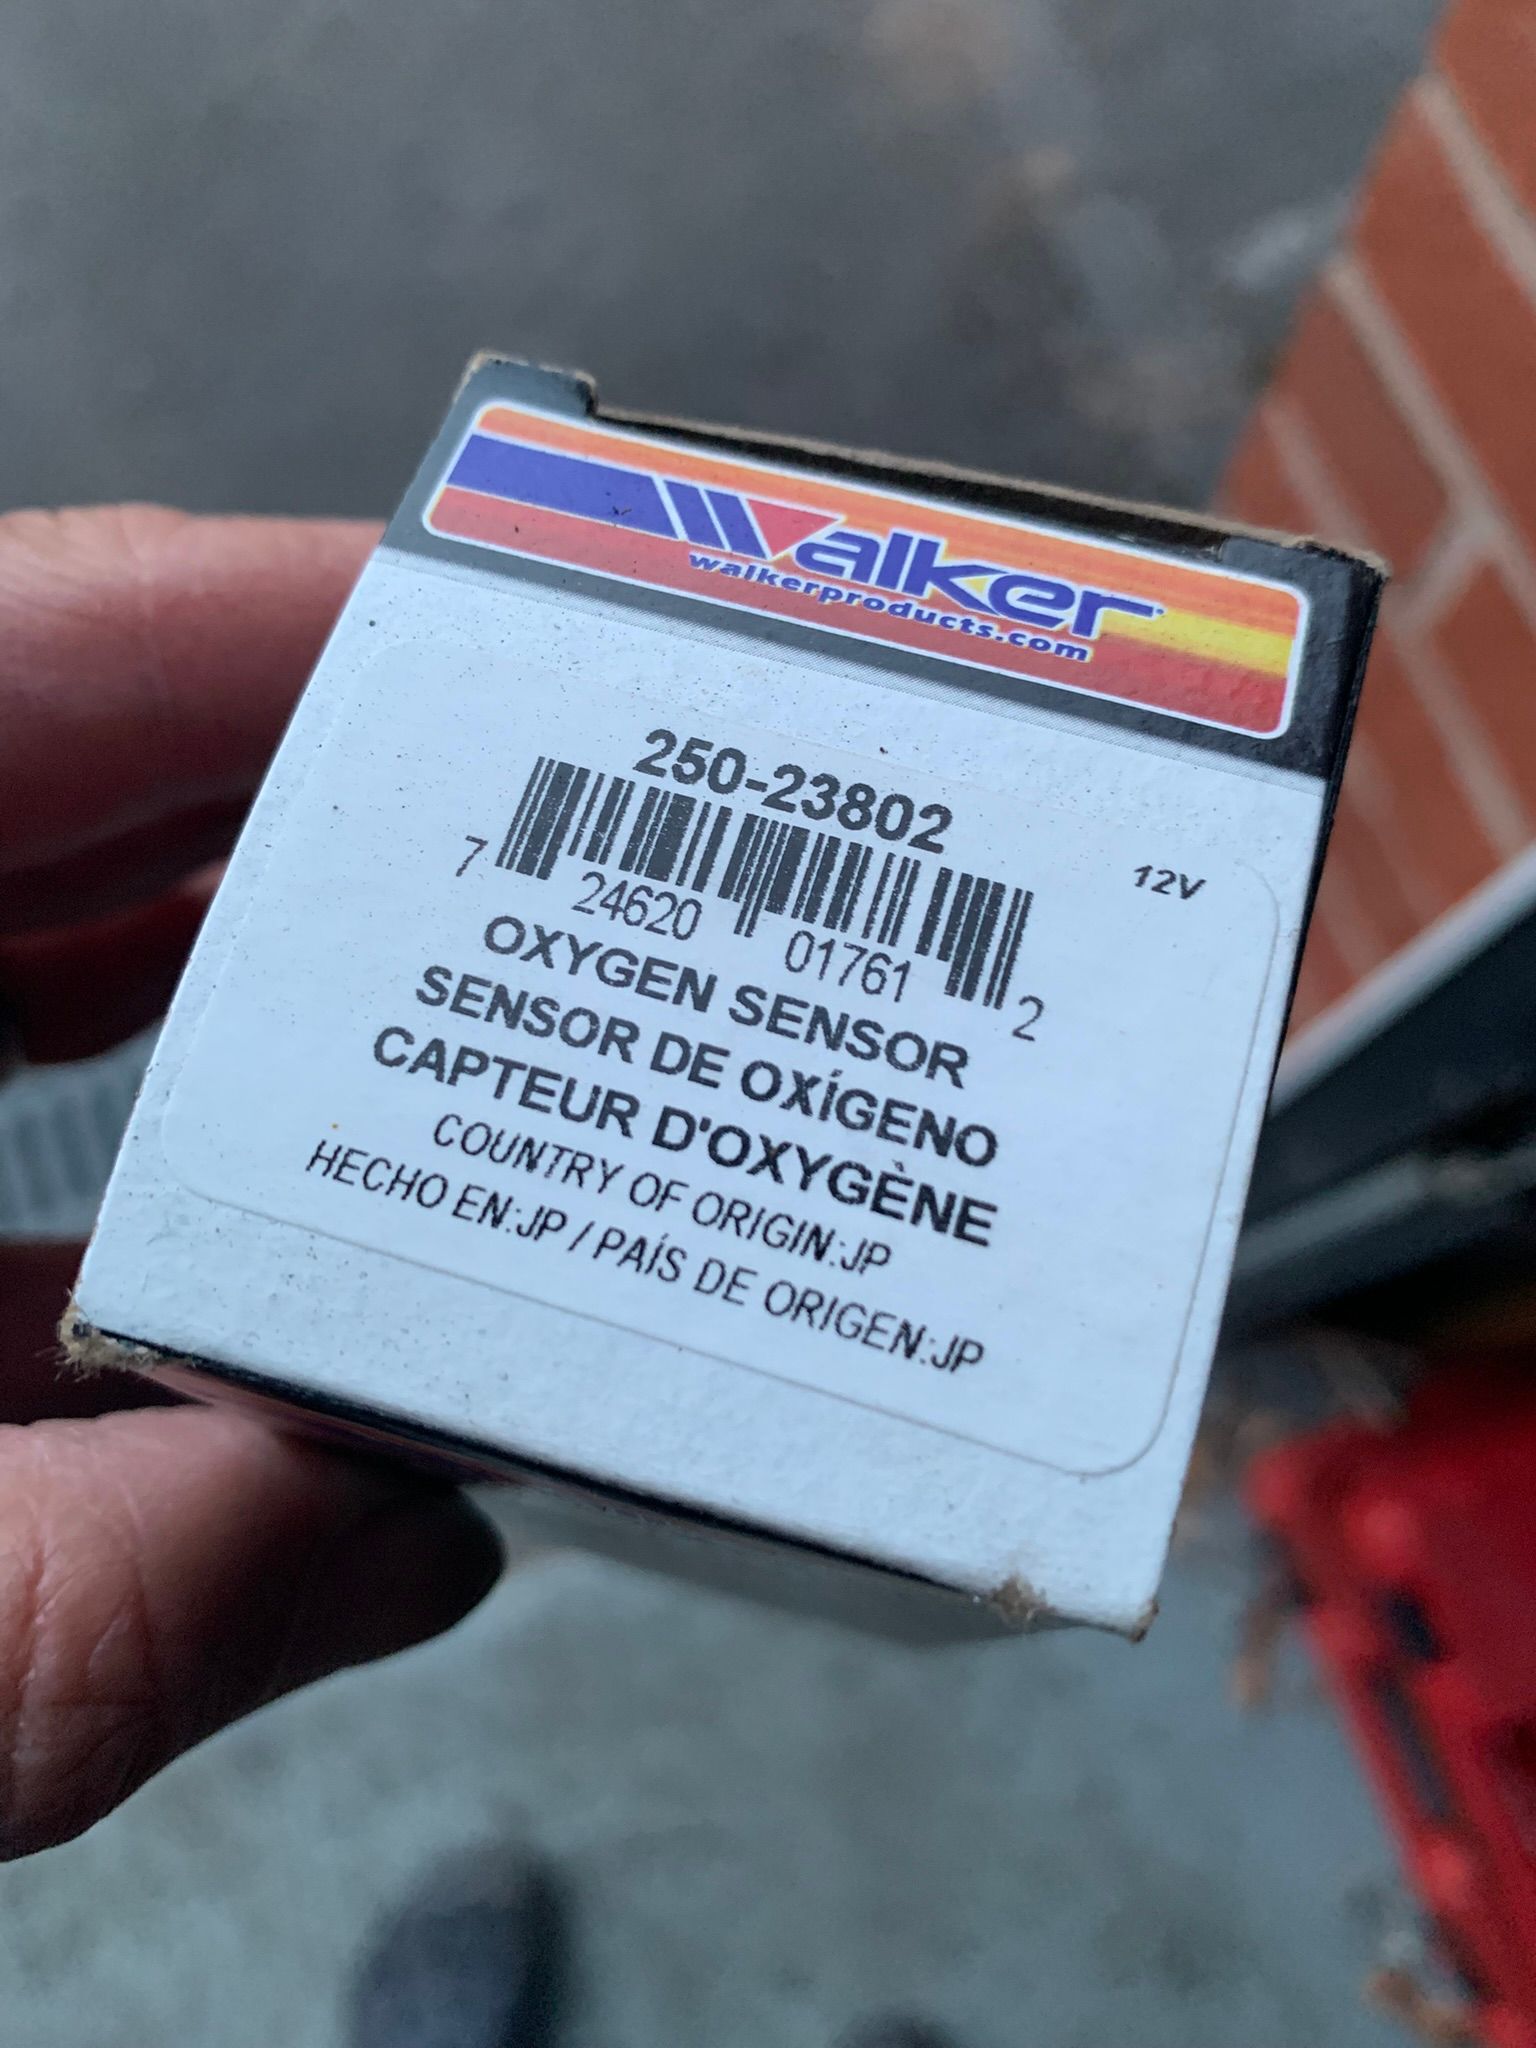 Walker
walkerproducts.com
250-23802
12V
7 24620 01761 2
OXYGEN SENSOR
SENSOR DE OXÍGENO
CAPTEUR D'OXYGÈNE
COUNTRY OF ORIGIN:JP
HECHO EN:JP / PAÍS DE ORIGEN:JP